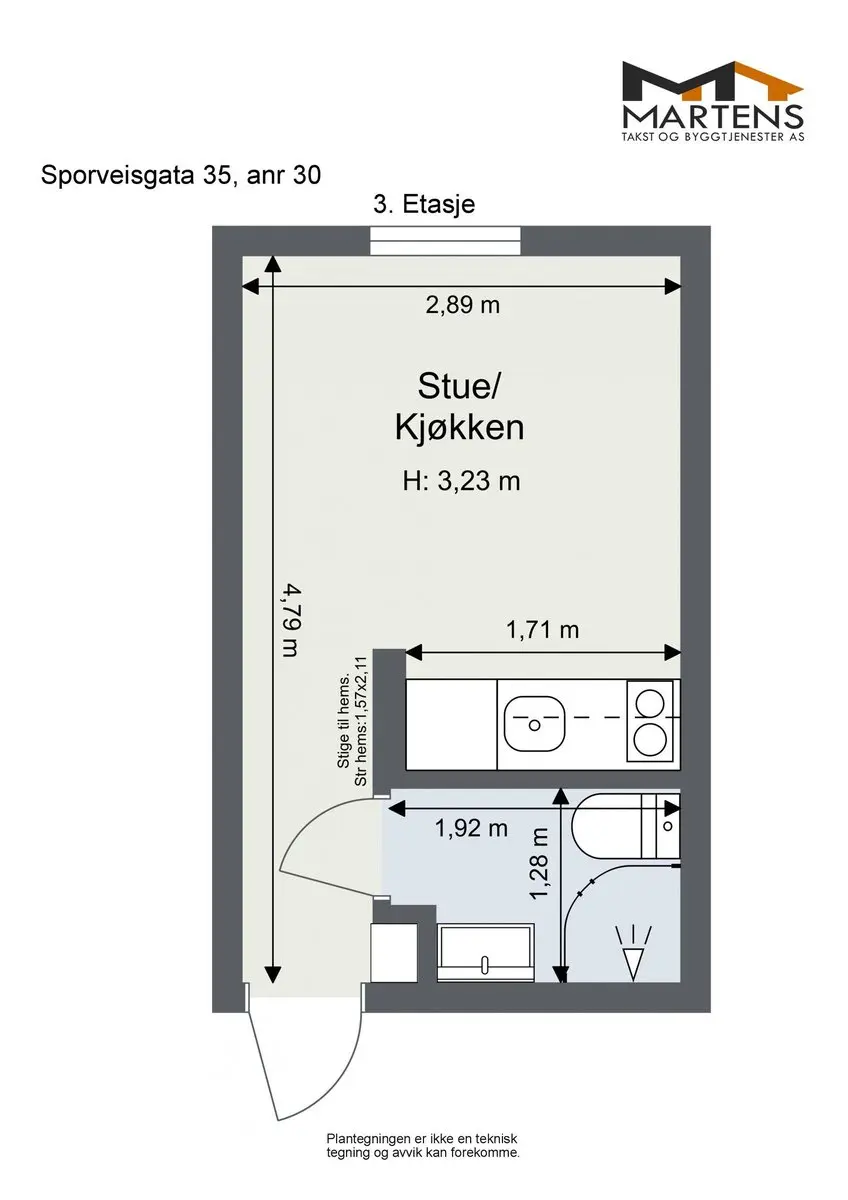 MARTENS
TAKST OG BYGGTJENESTER AS
Sporveisgata 35, anr 30
3. Etasje
2,89 m
Stue/
Kjøkken
H: 3,23 m
4,79 m
1,71 m
Stige til hems.
Str hems:1,57x2,11
1,92 m
1,28 m
Plantegningen er ikke en teknisk
tegning og avvik kan forekomme.